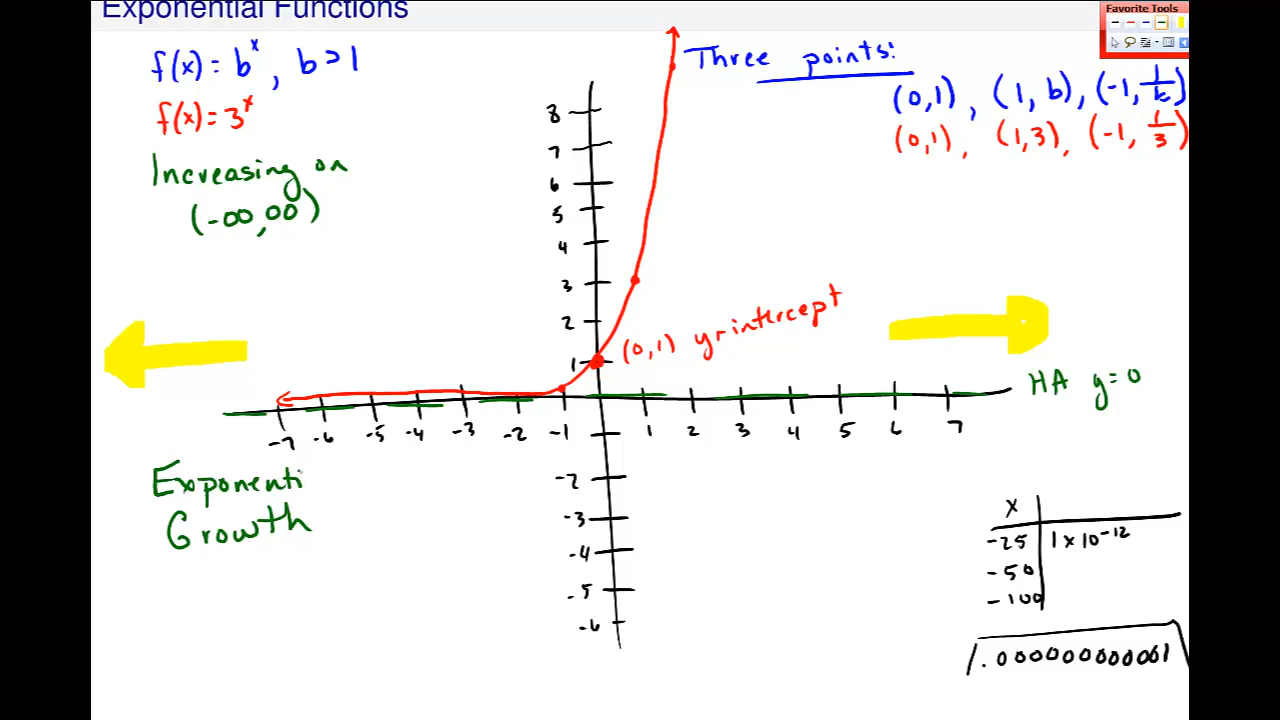 Exponential Functions
Favorite Tools
f(x) = b^x, b > 1
Three points:
(0,1), (1, b), (-1, 1/b)
f(x) = 3^x
(0,1), (1,3), (-1, 1/3)
Increasing on
(-∞,∞)
8
7
6
5
4
3
2
1
(0,1) y-intercept
HA y=0
-7 -6 -5 -4 -3 -2 -1 1 2 3 4 5 6 7
-2
-3
-4
-5
-6
Exponenti
Growth
x
-25 1 x 10^-12
-50
-100
.000000000001